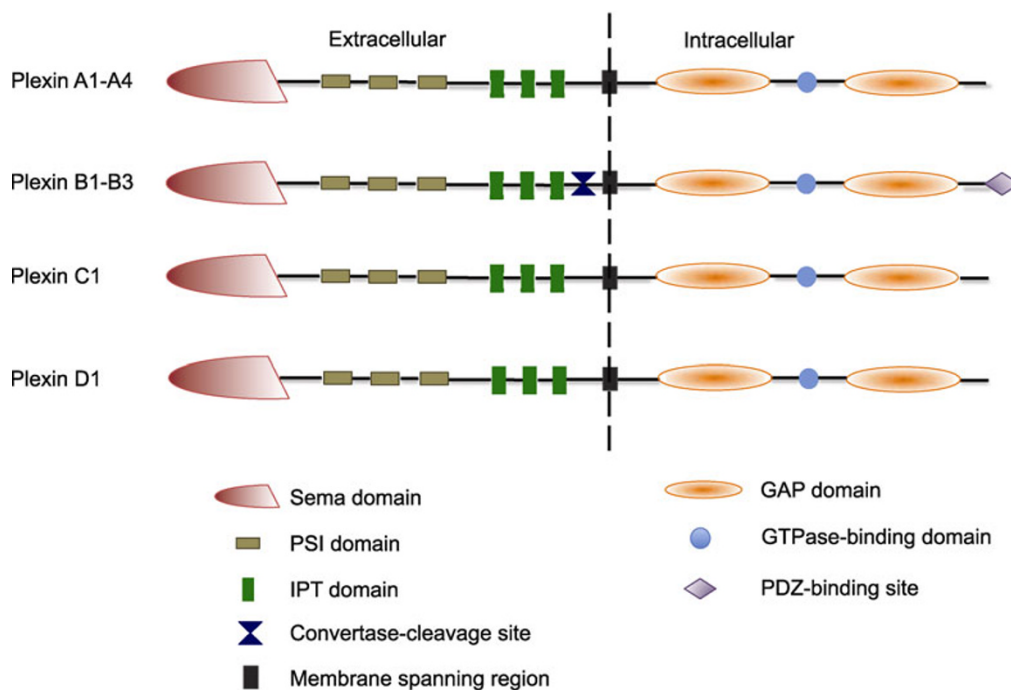 Extracellular
Intracellular
Plexin A1-A4
Plexin B1-B3
Plexin C1
Plexin D1
Sema domain
PSI domain
IPT domain
Convertase-cleavage site
Membrane spanning region
GAP domain
GTPase-binding domain
PDZ-binding site